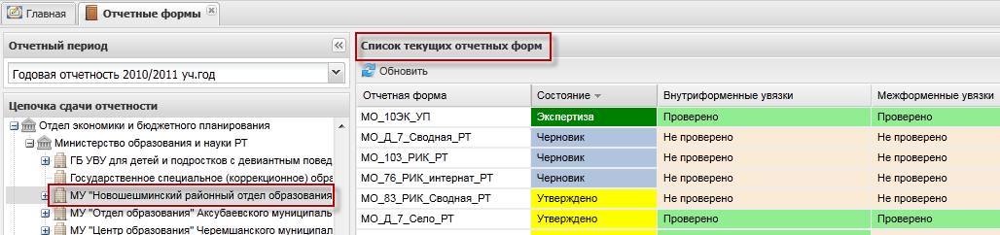 Главная
Отчетные формы
Отчетный период
Годовая отчетность 2010/2011 уч.год
Цепочка сдачи отчетности
Отдел экономики и бюджетного планирования
Министерство образования и науки РТ
ГБ УВУ для детей и подростков с девиантным повед
Государственное специальное (коррекционное) обра
МУ "Новошешминский районный отдел образования
МУ "Отдел образования" Аксубаевского муниципаль
МУ "Центр образования" Черемшанского муниципал
Список текущих отчетных форм
Обновить
Отчетная форма Состояние Внутриформенные увязки Межформенные увязки
МО_10ЭК_УП Экспертиза Проверено Проверено
МО_Д_7_Сводная_РТ Черновик Не проверено Не проверено
МО_103_РИК_РТ Черновик Не проверено Не проверено
МО_76_РИК_интернат_РТ Черновик Не проверено Не проверено
МО_83_РИК_Сводная_РТ Утверждено Не проверено Не проверено
МО_Д_7_Село_РТ Утверждено Проверено Проверено